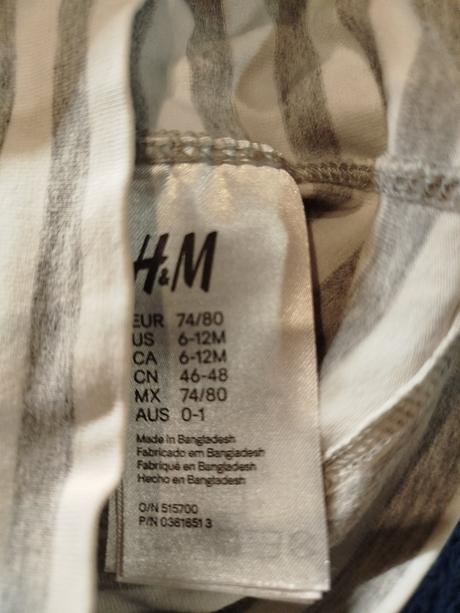 H&M
EUR 74/80
US 6-12M
CA 6-12M
CN 46-48
MX 74/80
AUS 0-1
Made in Bangladesh
Fabricado em Bangladesh
Fabriqué en Bangladesh
Hecho en Bangladesh
O/N 515700
P/N 0361651 3